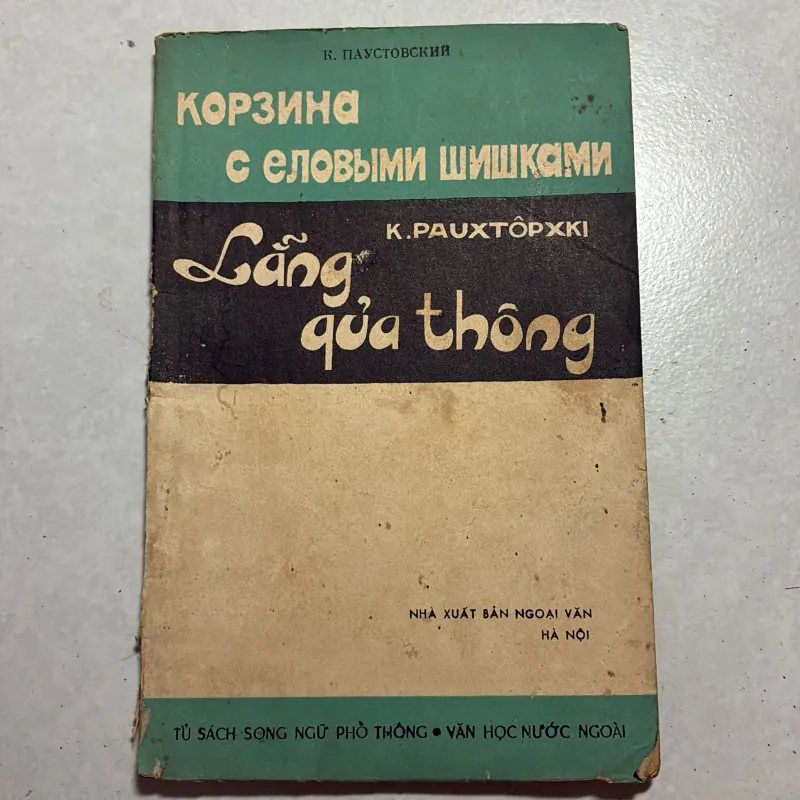 К. ПАУСТОВСКИЙ
КОРЗИНА
С ЕЛОВЫМИ ШИШКАМИ
K.PAUXTÔPXKI
Lẵng
qủa thông
NHÀ XUẤT BẢN NGOẠI VĂN
HÀ NỘI
TỦ SÁCH SONG NGỮ PHỔ THÔNG • VĂN HỌC NƯỚC NGOÀI